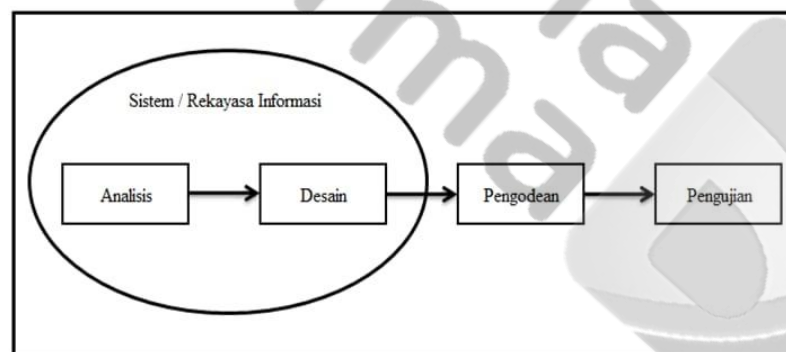 Sistem / Rekayasa Informasi
Analisis
Desain
Pengodean
Pengujian